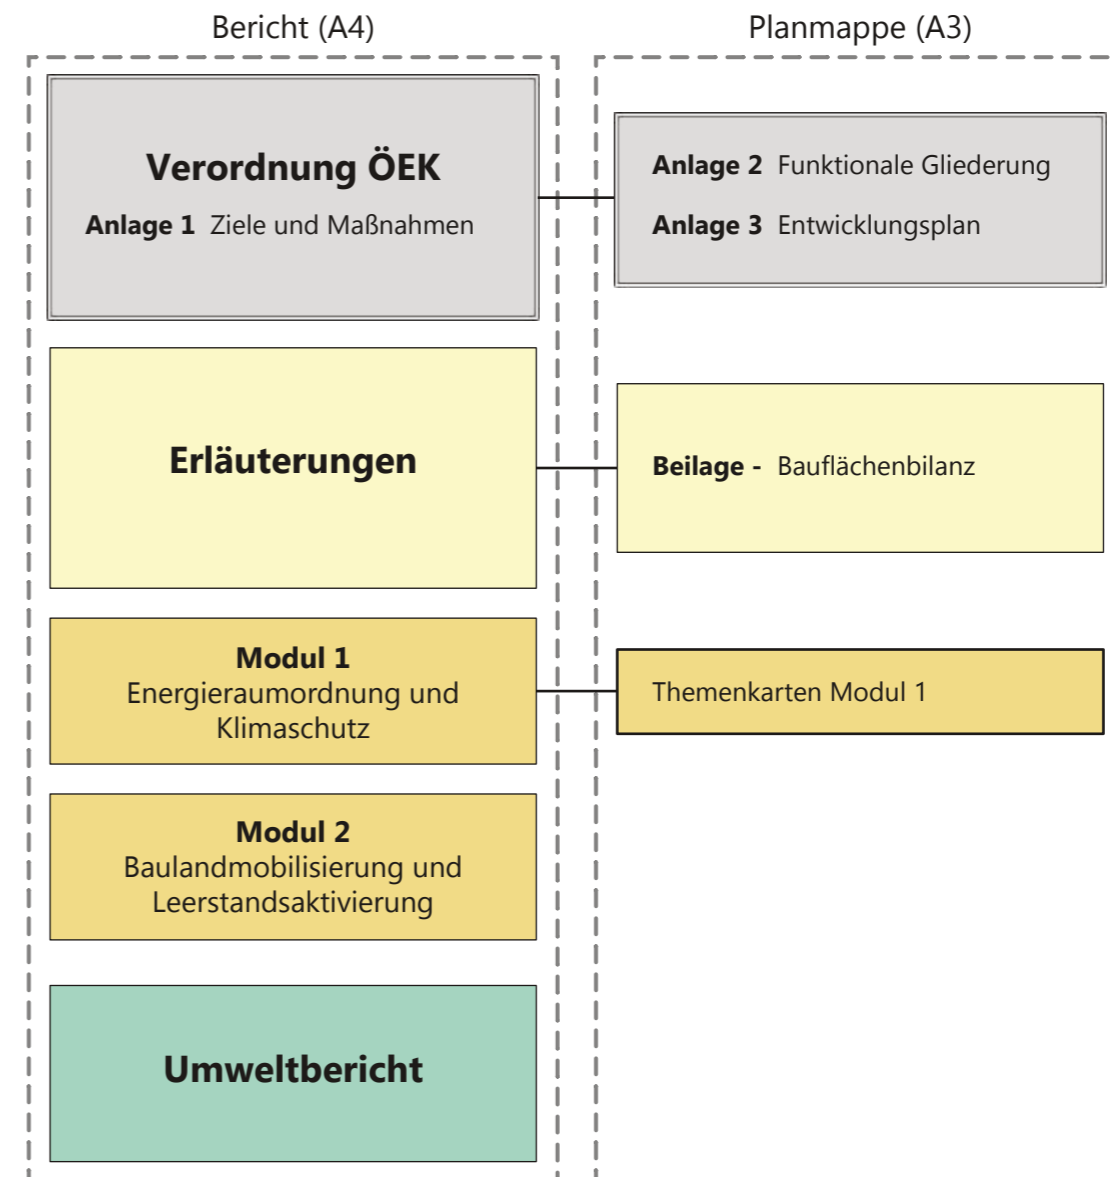 Bericht (A4)
Verordnung ÖEK
Anlage 1 Ziele und Maßnahmen
Erläuterungen
Modul 1
Energieraumordnung und
Klimaschutz
Modul 2
Baulandmobilisierung und
Leerstandsaktivierung
Umweltbericht
Planmappe (A3)
Anlage 2 Funktionale Gliederung
Anlage 3 Entwicklungsplan
Beilage - Bauflächenbilanz
Themenkarten Modul 1